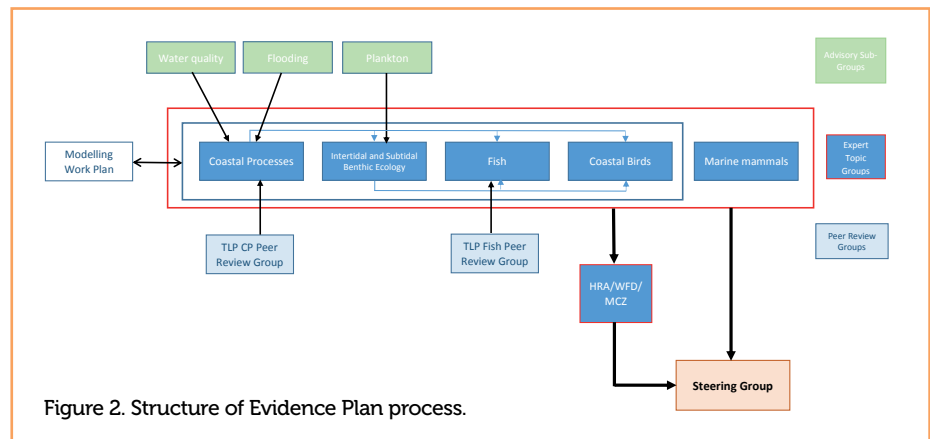 Water quality
Flooding
Plankton
Advisory Sub-
Groups
Modelling
Work Plan
Coastal Processes
Intertidal and Subtidal
Benthic Ecology
Fish
Coastal Birds
Marine mammals
Expert
Topic
Groups
TLP CP Peer
Review Group
TLP Fish Peer
Review Group
Peer Review
Groups
HRA/WFD/
MCZ
Steering Group
Figure 2. Structure of Evidence Plan process.